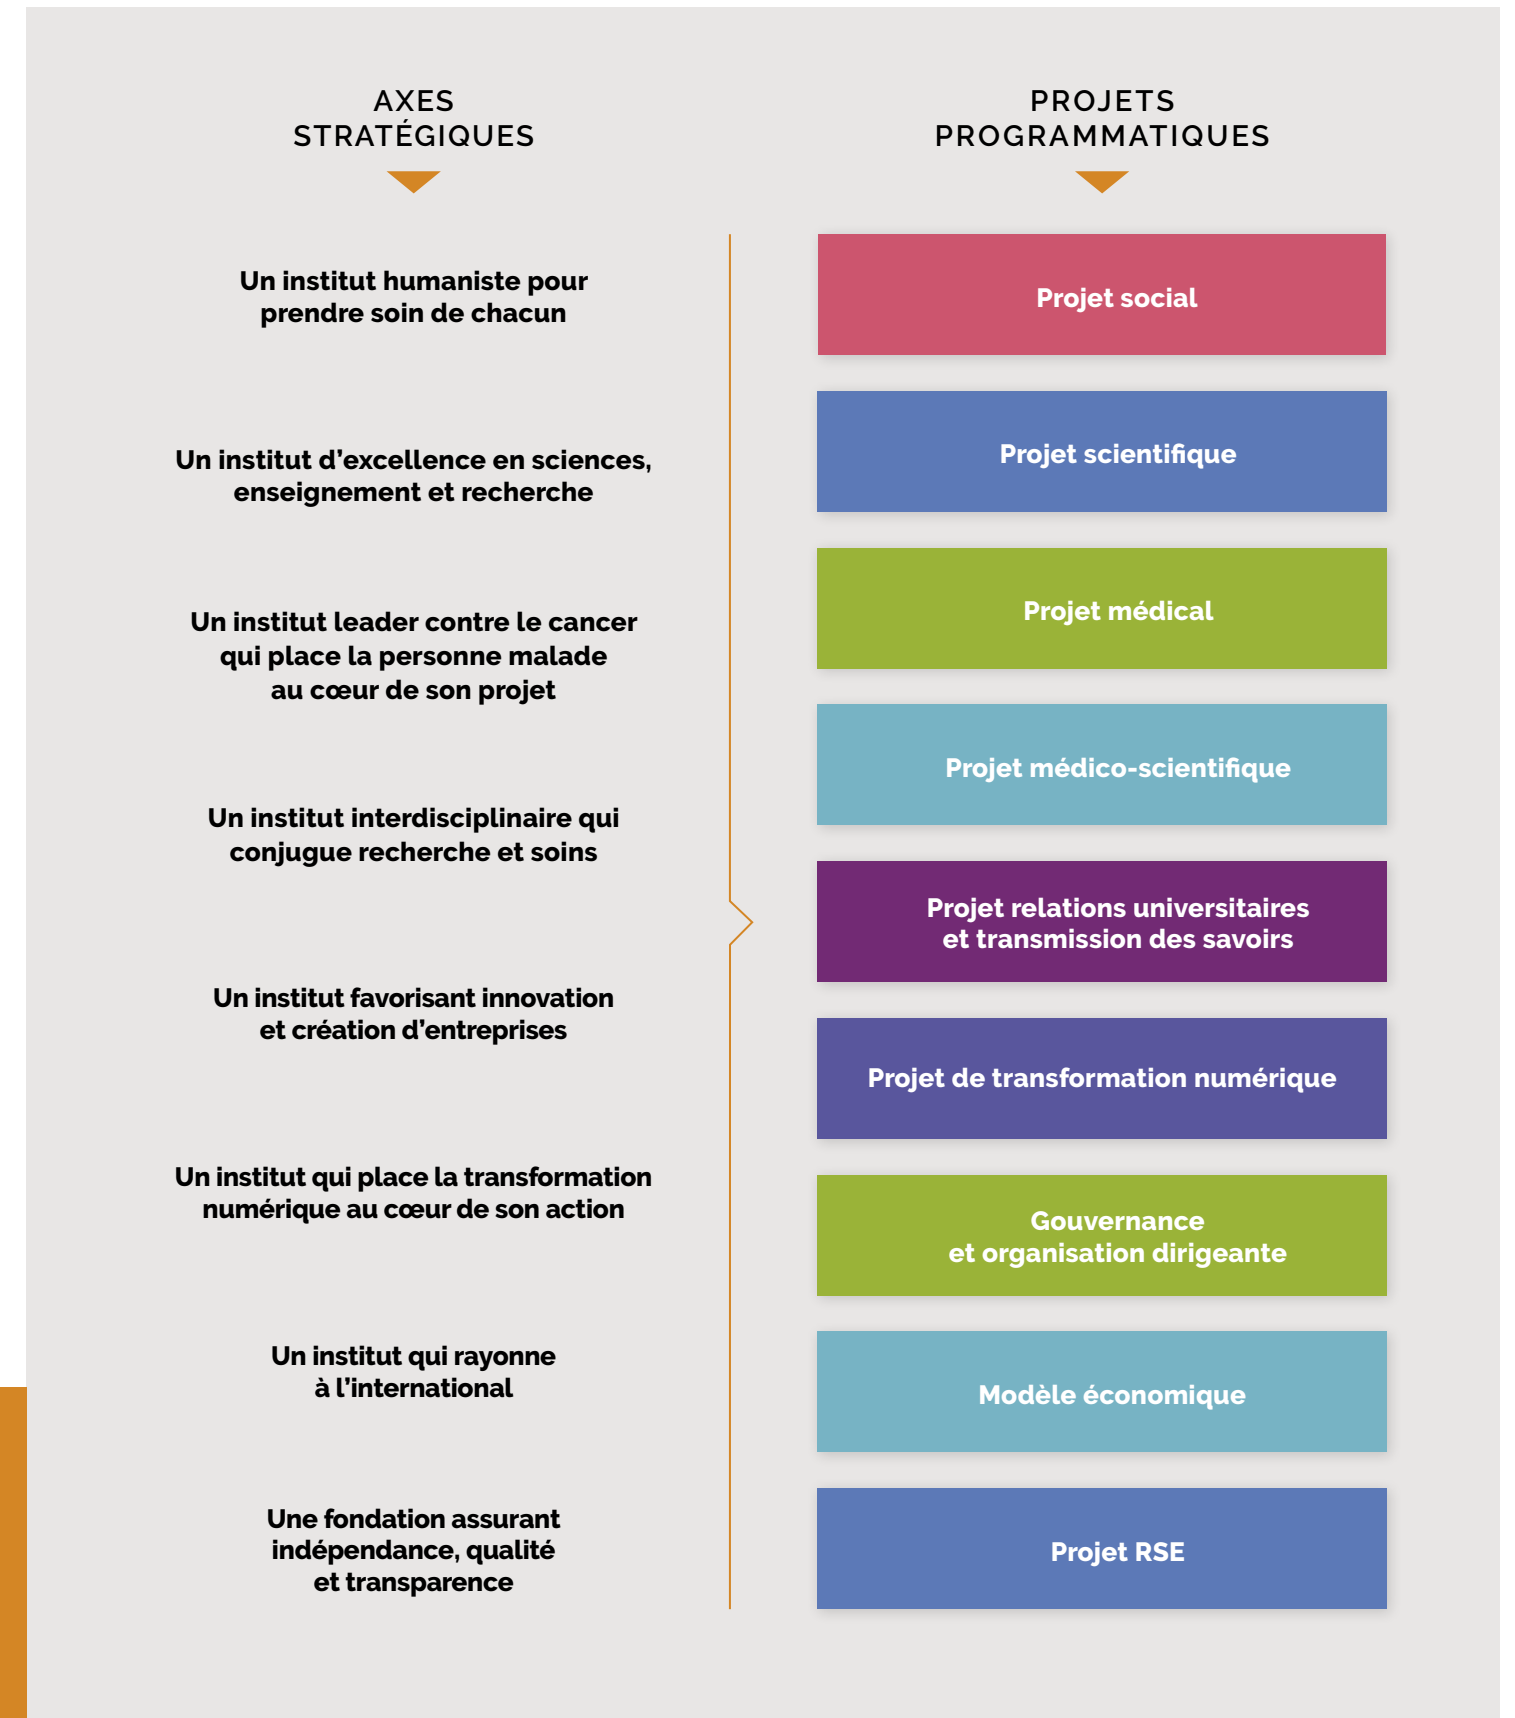 AXES
STRATÉGIQUES
Un institut humaniste pour
prendre soin de chacun
Un institut d’excellence en sciences,
enseignement et recherche
Un institut leader contre le cancer
qui place la personne malade
au cœur de son projet
Un institut interdisciplinaire qui
conjugue recherche et soins
Un institut favorisant innovation
et création d’entreprises
Un institut qui place la transformation
numérique au cœur de son action
Un institut qui rayonne
à l’international
Une fondation assurant
indépendance, qualité
et transparence
PROJETS
PROGRAMMATIQUES
Projet social
Projet scientifique
Projet médical
Projet médico-scientifique
Projet relations universitaires
et transmission des savoirs
Projet de transformation numérique
Gouvernance
et organisation dirigeante
Modèle économique
Projet RSE